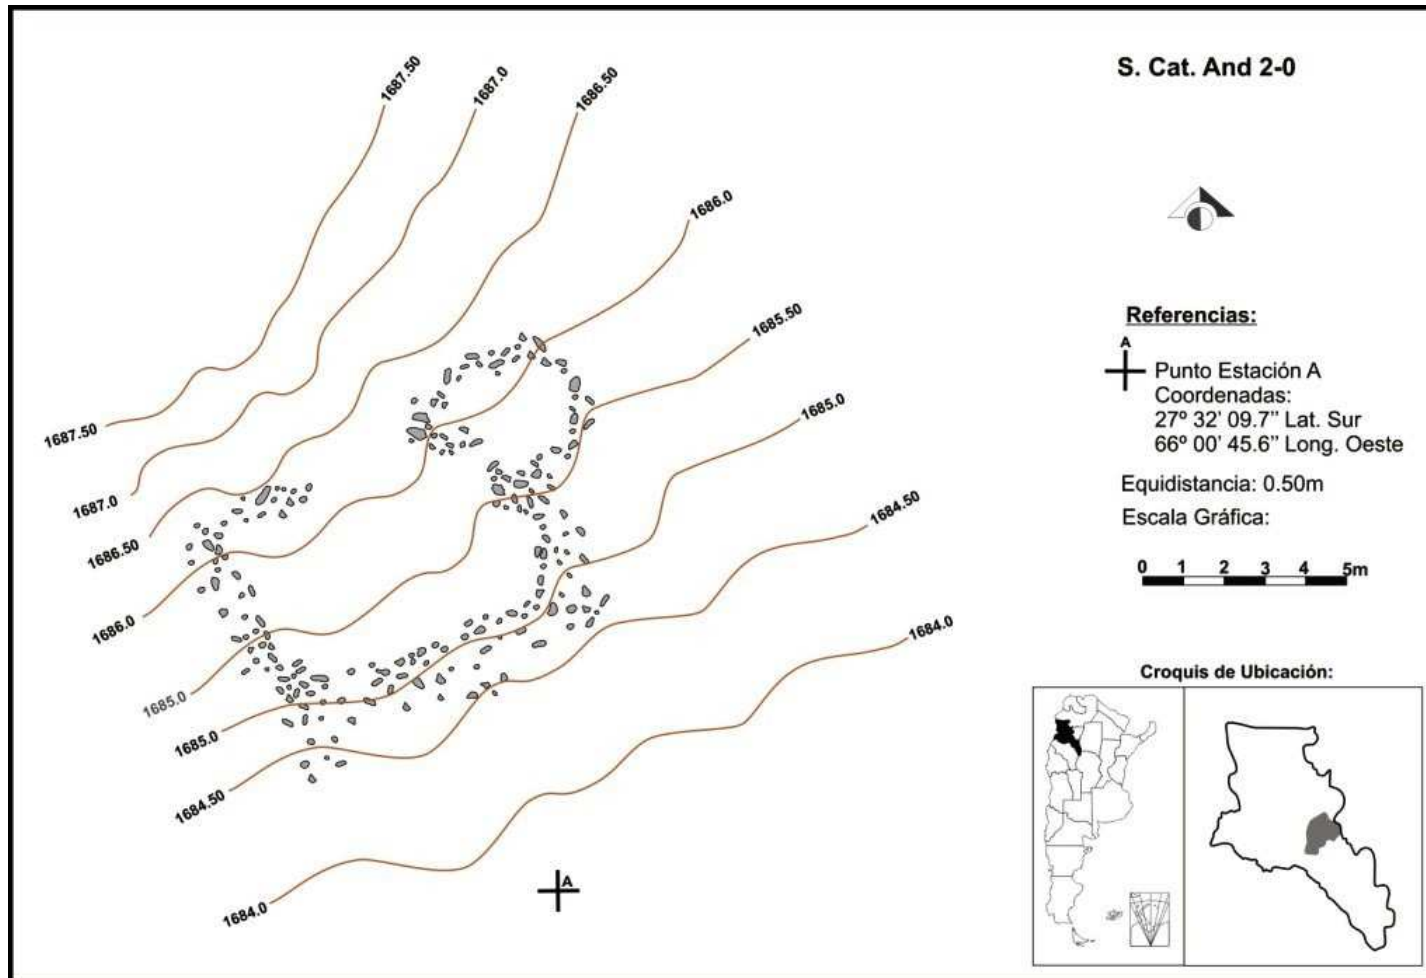 S. Cat. And 2-0
1687.50
1687.0
1686.50
1686.0
1685.50
1685.0
1684.50
1684.0
1687.50
1687.0
1686.50
1686.0
1685.0
1685.0
1684.50
1684.0
A
Referencias:
A
Punto Estación A
Coordenadas:
27º 32’ 09.7’’ Lat. Sur
66º 00’ 45.6’’ Long. Oeste
Equidistancia: 0.50m
Escala Gráfica:
0 1 2 3 4 5m
Croquis de Ubicación: